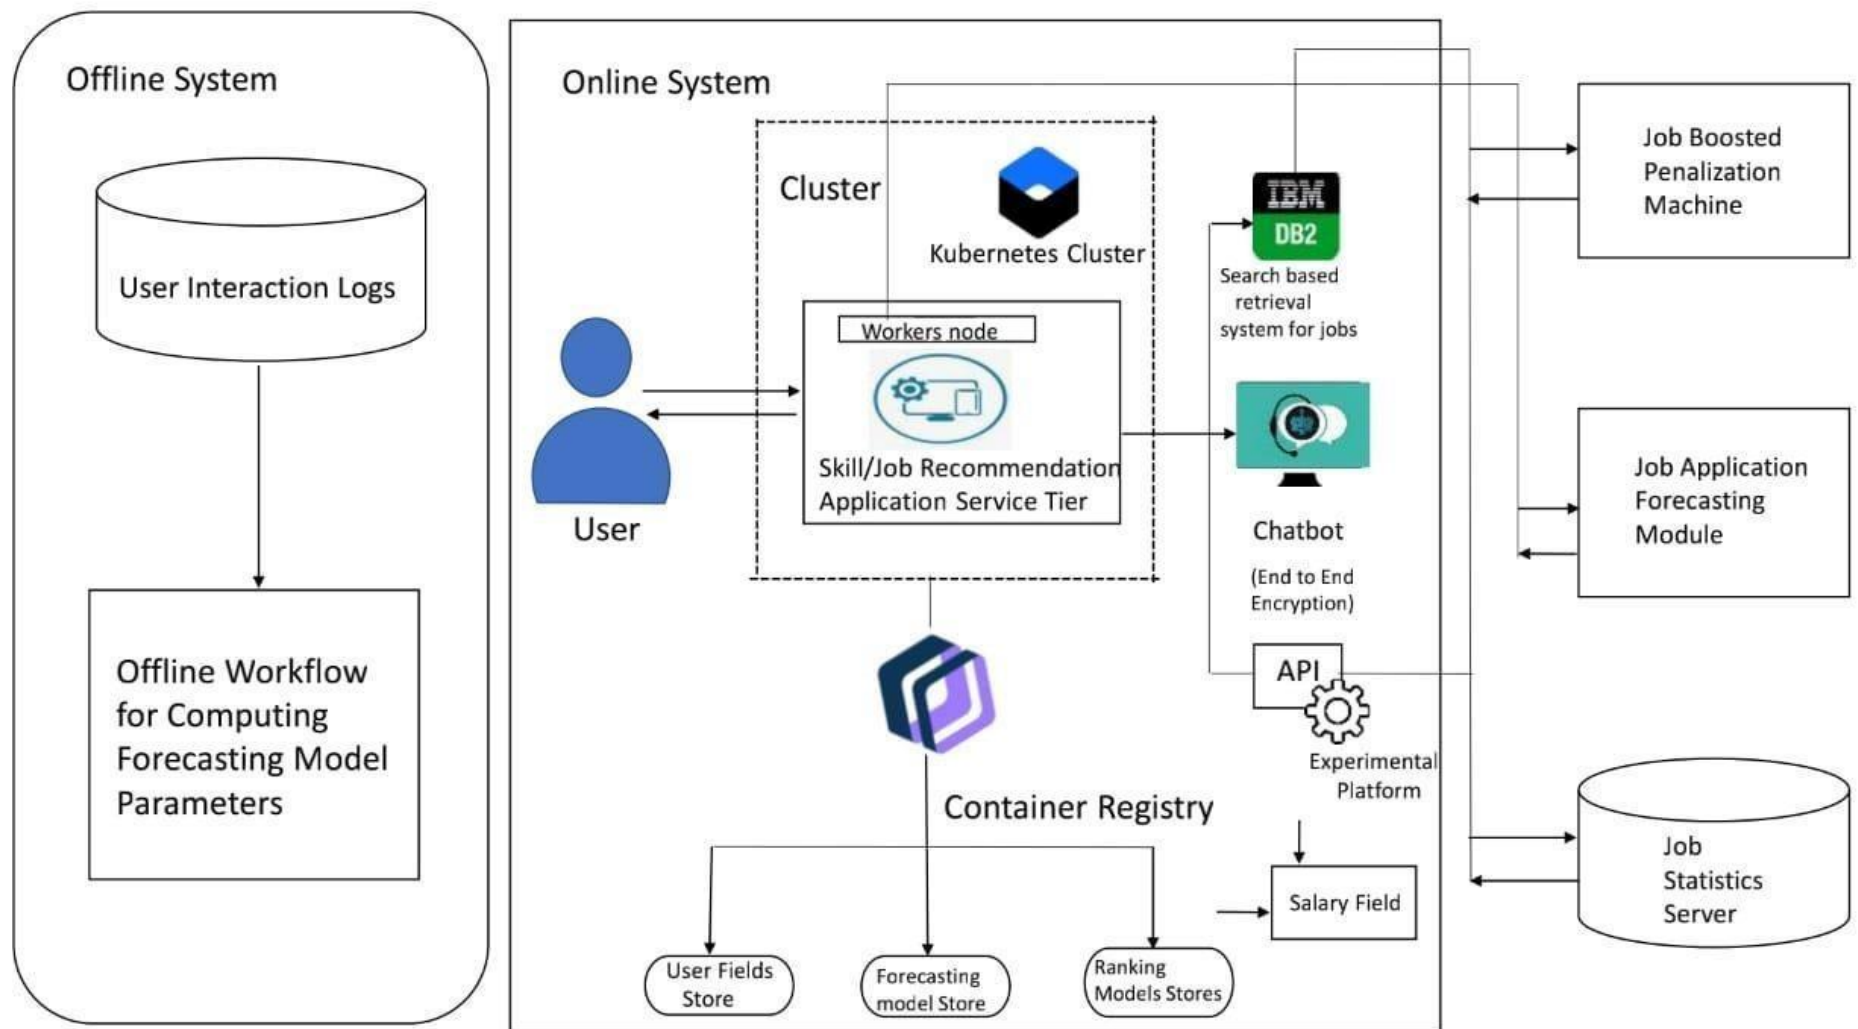 Offline System
User Interaction Logs
Offline Workflow
for Computing
Forecasting Model
Parameters
Online System
Cluster
Kubernetes Cluster
Workers node
Skill/Job Recommendation
Application Service Tier
User
IBM
DB2
Search based
retrieval
system for jobs
Chatbot
(End to End
Encryption)
API
Experimental
Platform
Container Registry
Salary Field
User Fields
Store
Forecasting
model Store
Ranking
Models Stores
Job Boosted
Penalization
Machine
Job Application
Forecasting
Module
Job
Statistics
Server